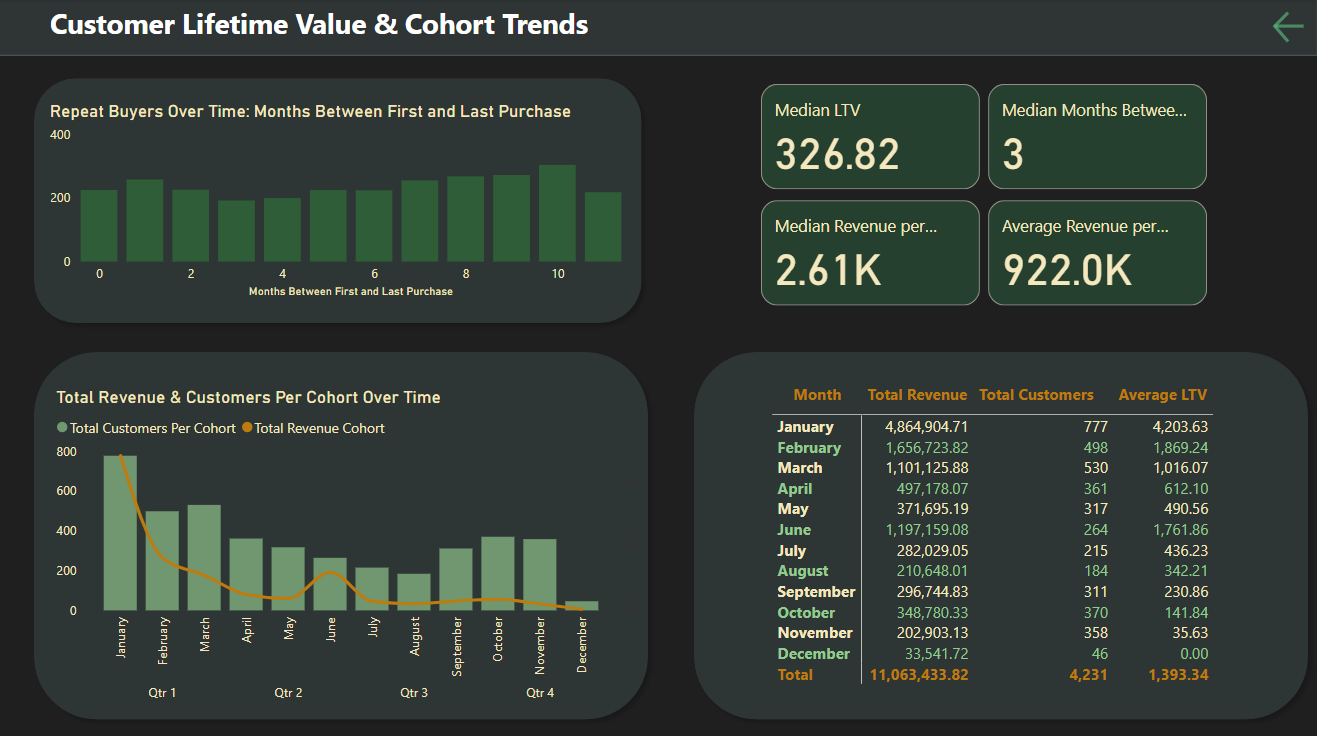 Customer Lifetime Value & Cohort Trends
Repeat Buyers Over Time: Months Between First and Last Purchase
400
200
0
0 2 4 6 8 10
Months Between First and Last Purchase
Median LTV
326.82
Median Months Betwee...
3
Median Revenue per...
2.61K
Average Revenue per...
922.0K
Total Revenue & Customers Per Cohort Over Time
Total Customers Per Cohort Total Revenue Cohort
800
600
400
200
0
January February March April May June July August September October November December
Qtr 1 Qtr 2 Qtr 3 Qtr 4
Month Total Revenue Total Customers Average LTV
January 4,864,904.71 777 4,203.63
February 1,656,723.82 498 1,869.24
March 1,101,125.88 530 1,016.07
April 497,178.07 361 612.10
May 371,695.19 317 490.56
June 1,197,159.08 264 1,761.86
July 282,029.05 215 436.23
August 210,648.01 184 342.21
September 296,744.83 311 230.86
October 348,780.33 370 141.84
November 202,903.13 358 35.63
December 33,541.72 46 0.00
Total 11,063,433.82 4,231 1,393.34